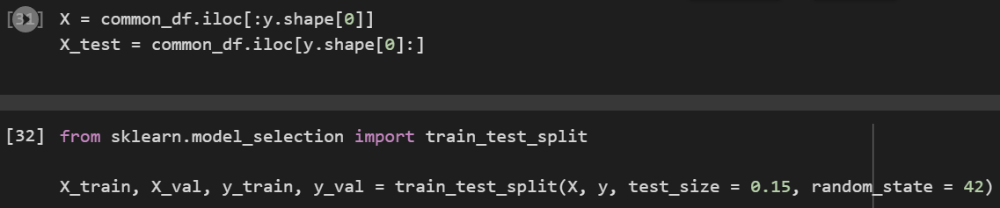 [31] X = common_df.iloc[:y.shape[0]]
X_test = common_df.iloc[y.shape[0]:]
[32] from sklearn.model_selection import train_test_split
X_train, X_val, y_train, y_val = train_test_split(X, y, test_size = 0.15, random_state = 42)